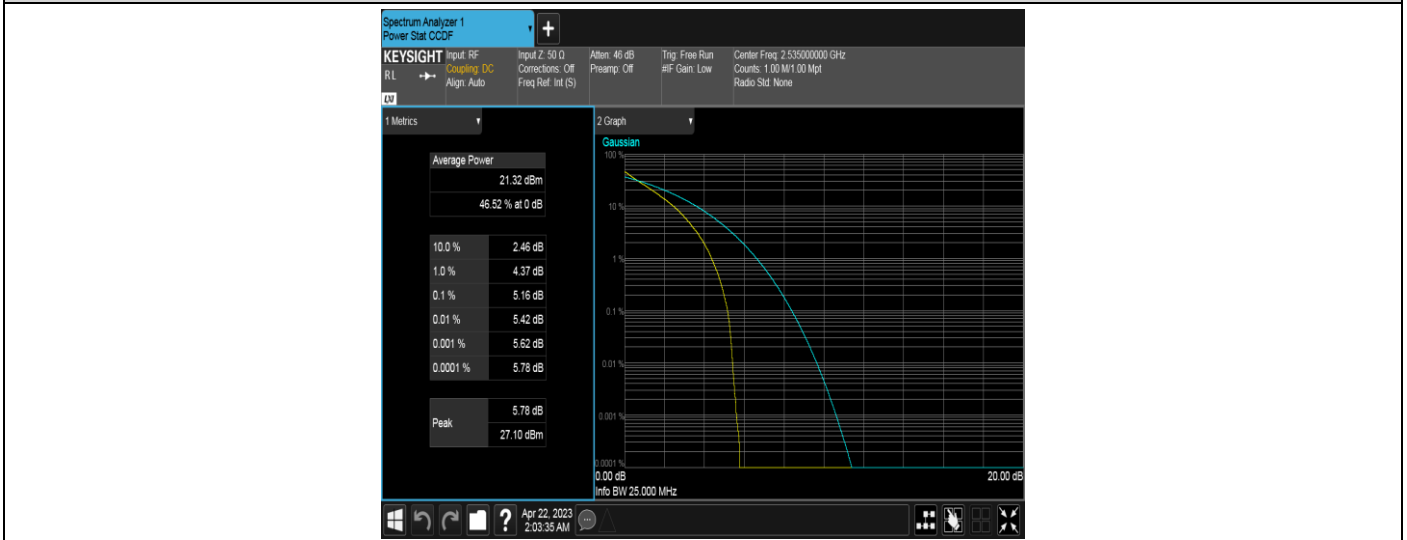 Spectrum Analyzer 1
Power Stat CCDF
+
KEYSIGHT Input: RF Input Z: 50 Ω Atten: 46 dB Trig: Free Run Center Freq: 2.535000000 GHz
Coupling: DC Corrections: Off Preamp: Off #IF Gain: Low Counts: 1.00 M/1.00 Mpt
RL Align: Auto Freq Ref: Int (S) Radio Std: None
LXI
1 Metrics
2 Graph
Gaussian
Average Power
21.32 dBm
46.52 % at 0 dB
10.0 % 2.46 dB
1.0 % 4.37 dB
0.1 % 5.16 dB
0.01 % 5.42 dB
0.001 % 5.62 dB
0.0001 % 5.78 dB
Peak
5.78 dB
27.10 dBm
100 %
10 %
1 %
0.1 %
0.01 %
0.001 %
0.0001 %
0.00 dB 20.00 dB
Info BW 25.000 MHz
?
Apr 22, 2023
2:03:35 AM